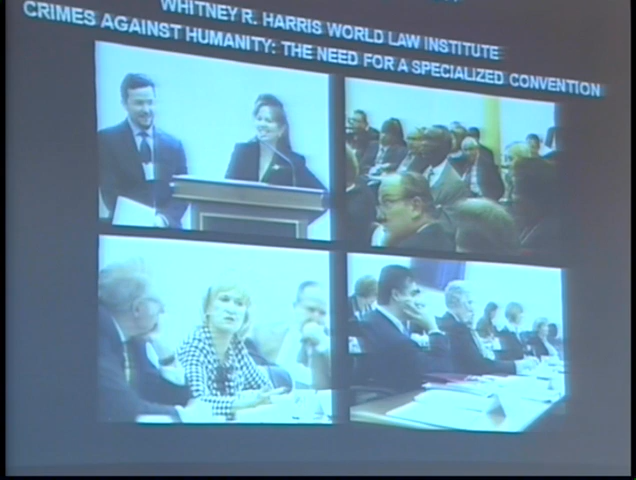 WHITNEY R. HARRIS WORLD LAW INSTITUTE
CRIMES AGAINST HUMANITY: THE NEED FOR A SPECIALIZED CONVENTION